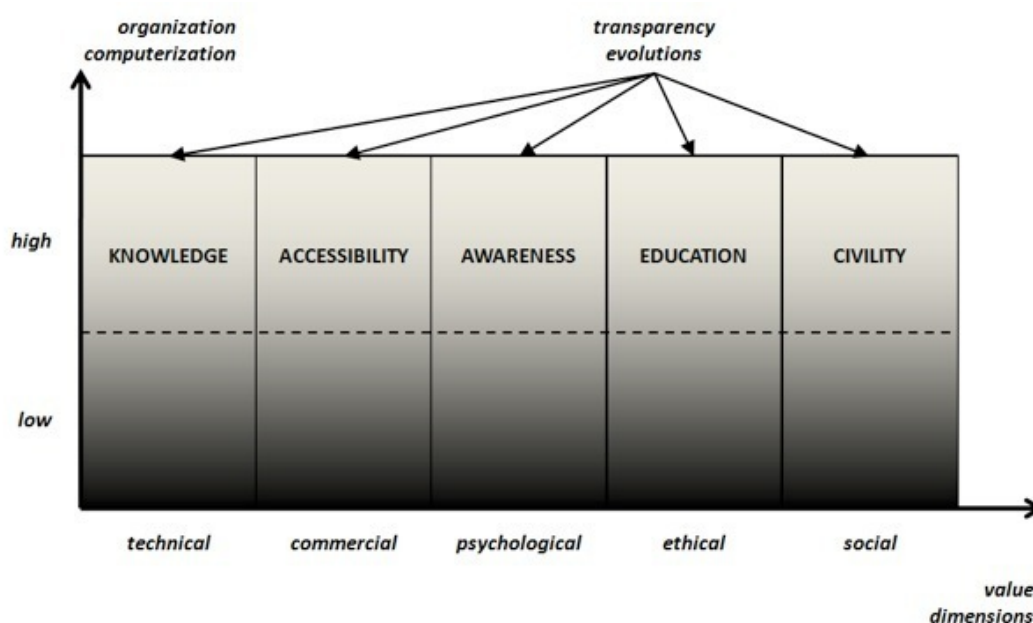 organization
computerization
transparency
evolutions
high
KNOWLEDGE
ACCESSIBILITY
AWARENESS
EDUCATION
CIVILITY
low
technical
commercial
psychological
ethical
social
value
dimensions